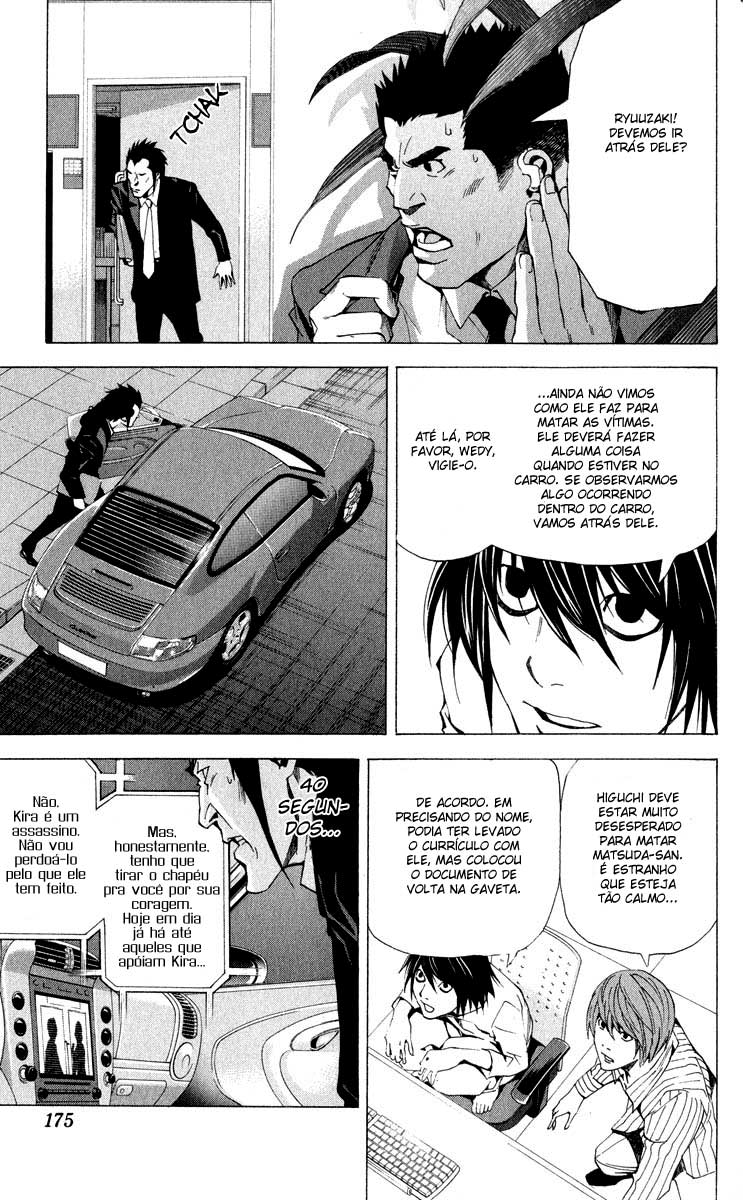 RYUUZAKI!
DEVEMOS IR
ATRÁS DELE?
TCHAK
...AINDA NÃO VIMOS
COMO ELE FAZ PARA
MATAR AS VÍTIMAS.
ELE DEVERÁ FAZER
ALGUMA COISA
QUANDO ESTIVER NO
CARRO. SE OBSERVARMOS
ALGO OCORRENDO
DENTRO DO CARRO,
VAMOS ATRÁS DELE.
ATÉ LÁ, POR
FAVOR, WEDY,
VIGIE-O.
HIGUCHI DEVE
ESTAR MUITO
DESESPERADO
PARA MATAR
MATSUDA-SAN.
É ESTRANHO
QUE ESTEJA
TÃO CALMO...
DE ACORDO. EM
PRECISANDO DO NOME,
PODIA TER LEVADO
O CURRÍCULO COM
ELE, MAS COLOCOU
O DOCUMENTO DE
VOLTA NA GAVETA.
40
SEGUN-
DOS...
Mas,
honestamente,
tenho que
tirar o chapéu
pra você por sua
coragem.
Hoje em dia
já há até
aqueles que
apóiam Kira...
Não,
Kira é um
assassino.
Não vou
perdoá-lo
pelo que ele
tem feito.
175